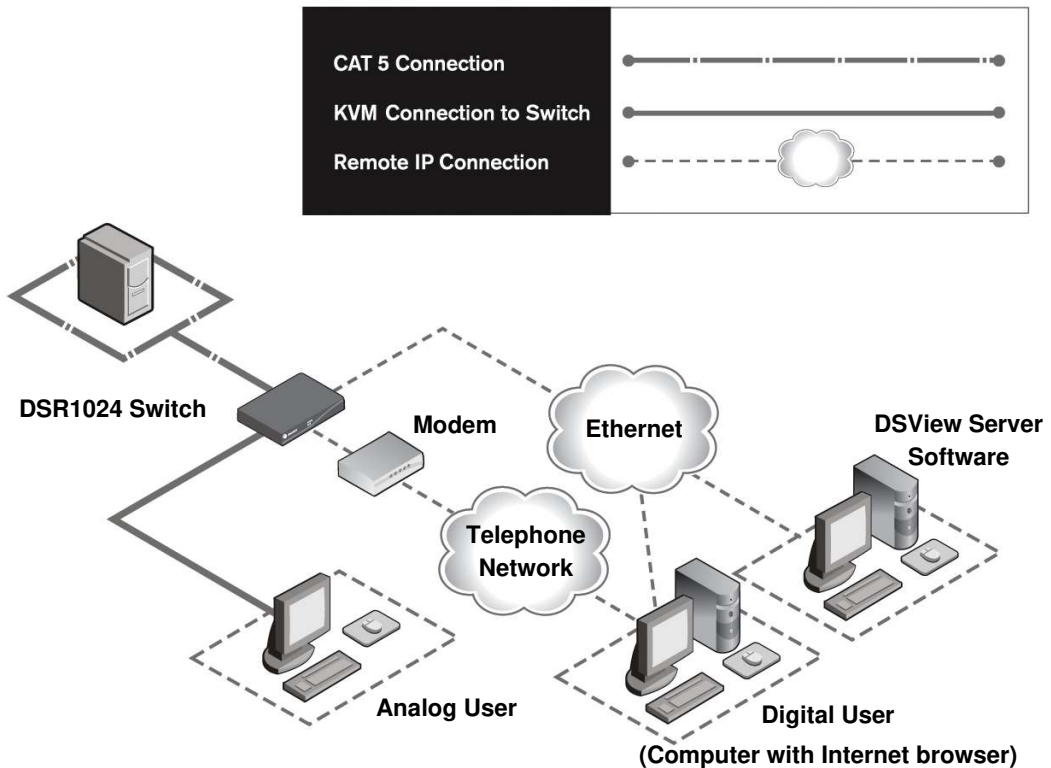 CAT 5 Connection
KVM Connection to Switch
Remote IP Connection
DSR1024 Switch
Modem
Ethernet
DSView Server
Software
Telephone
Network
Analog User
Digital User
(Computer with Internet browser)